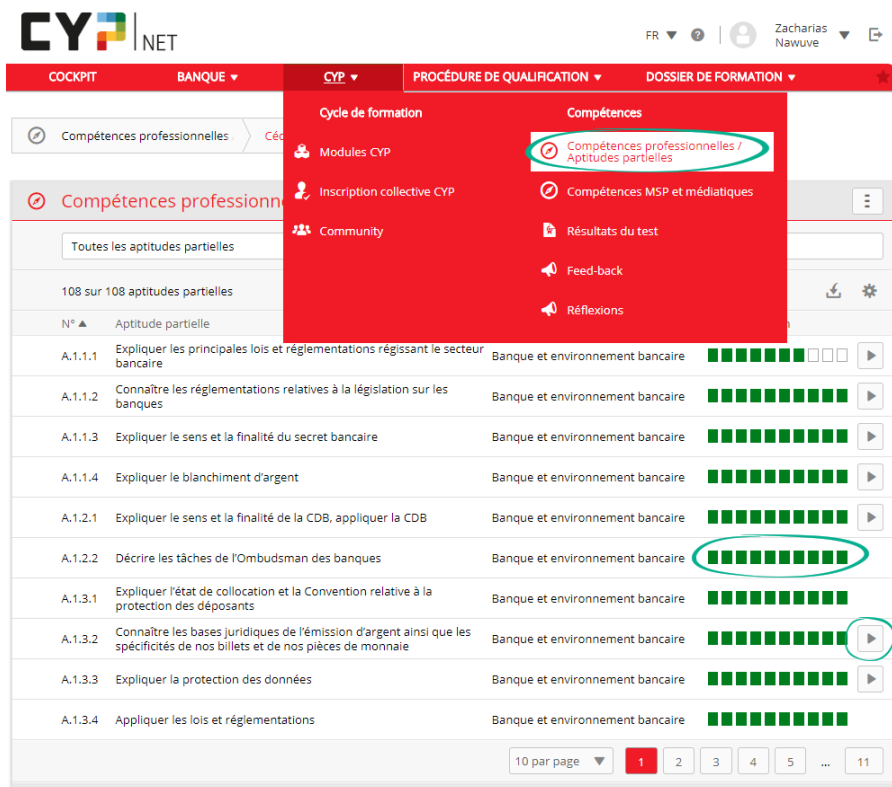 CYP NET
FR
Zacharias
Nawuve
COCKPIT
BANQUE
CYP
PROCÉDURE DE QUALIFICATION
DOSSIER DE FORMATION
Cycle de formation
Modules CYP
Inscription collective CYP
Community
Compétences
Compétences professionnelles /
Aptitudes partielles
Compétences MSP et médiatiques
Résultats du test
Feed-back
Réflexions
Compétences professionnelles
Toutes les aptitudes partielles
108 sur 108 aptitudes partielles
N° Aptitude partielle
A.1.1.1 Expliquer les principales lois et réglementations régissant le secteur
bancaire
Banque et environnement bancaire
A.1.1.2 Connaître les réglementations relatives à la législation sur les
banques
Banque et environnement bancaire
A.1.1.3 Expliquer le sens et la finalité du secret bancaire Banque et environnement bancaire
A.1.1.4 Expliquer le blanchiment d'argent Banque et environnement bancaire
A.1.2.1 Expliquer le sens et la finalité de la CDB, appliquer la CDB Banque et environnement bancaire
A.1.2.2 Décrire les tâches de l'Ombudsman des banques Banque et environnement bancaire
A.1.3.1 Expliquer l'état de collocation et la Convention relative à la
protection des déposants
Banque et environnement bancaire
A.1.3.2 Connaître les bases juridiques de l'émission d'argent ainsi que les
spécificités de nos billets et de nos pièces de monnaie
Banque et environnement bancaire
A.1.3.3 Expliquer la protection des données Banque et environnement bancaire
A.1.3.4 Appliquer les lois et réglementations Banque et environnement bancaire
10 par page
1 2 3 4 5 ... 11